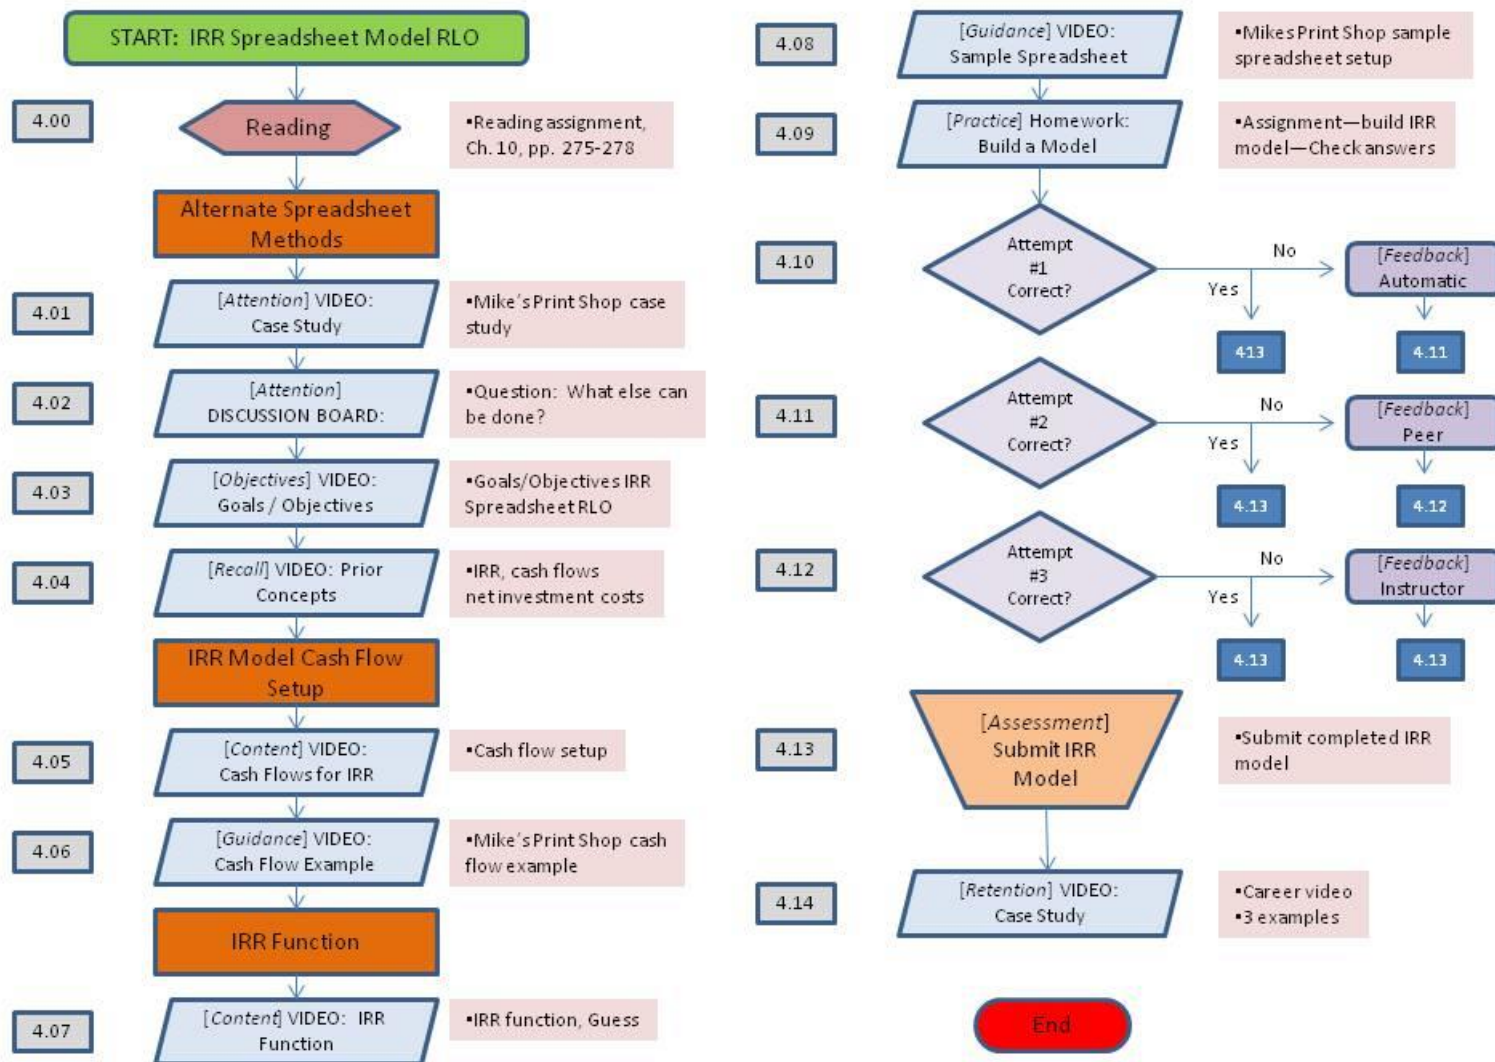 START: IRR Spreadsheet Model RLO
4.00
Reading
▪Reading assignment,
Ch. 10, pp. 275-278
Alternate Spreadsheet
Methods
4.01
[Attention] VIDEO:
Case Study
▪Mike's Print Shop case
study
4.02
[Attention]
DISCUSSION BOARD:
▪Question: What else can
be done?
4.03
[Objectives] VIDEO:
Goals / Objectives
▪Goals/Objectives IRR
Spreadsheet RLO
4.04
[Recall] VIDEO: Prior
Concepts
▪IRR, cash flows
net investment costs
IRR Model Cash Flow
Setup
4.05
[Content] VIDEO:
Cash Flows for IRR
▪Cash flow setup
4.06
[Guidance] VIDEO:
Cash Flow Example
▪Mike's Print Shop cash
flow example
IRR Function
4.07
[Content] VIDEO: IRR
Function
▪IRR function, Guess
4.08
[Guidance] VIDEO:
Sample Spreadsheet
▪Mikes Print Shop sample
spreadsheet setup
4.09
[Practice] Homework:
Build a Model
▪Assignment—build IRR
model—Check answers
4.10
Attempt
#1
Correct?
No
Yes
[Feedback]
Automatic
413
4.11
4.11
Attempt
#2
Correct?
No
Yes
[Feedback]
Peer
4.13
4.12
4.12
Attempt
#3
Correct?
No
Yes
[Feedback]
Instructor
4.13
4.13
4.13
[Assessment]
Submit IRR
Model
▪Submit completed IRR
model
4.14
[Retention] VIDEO:
Case Study
▪Career video
▪3 examples
End